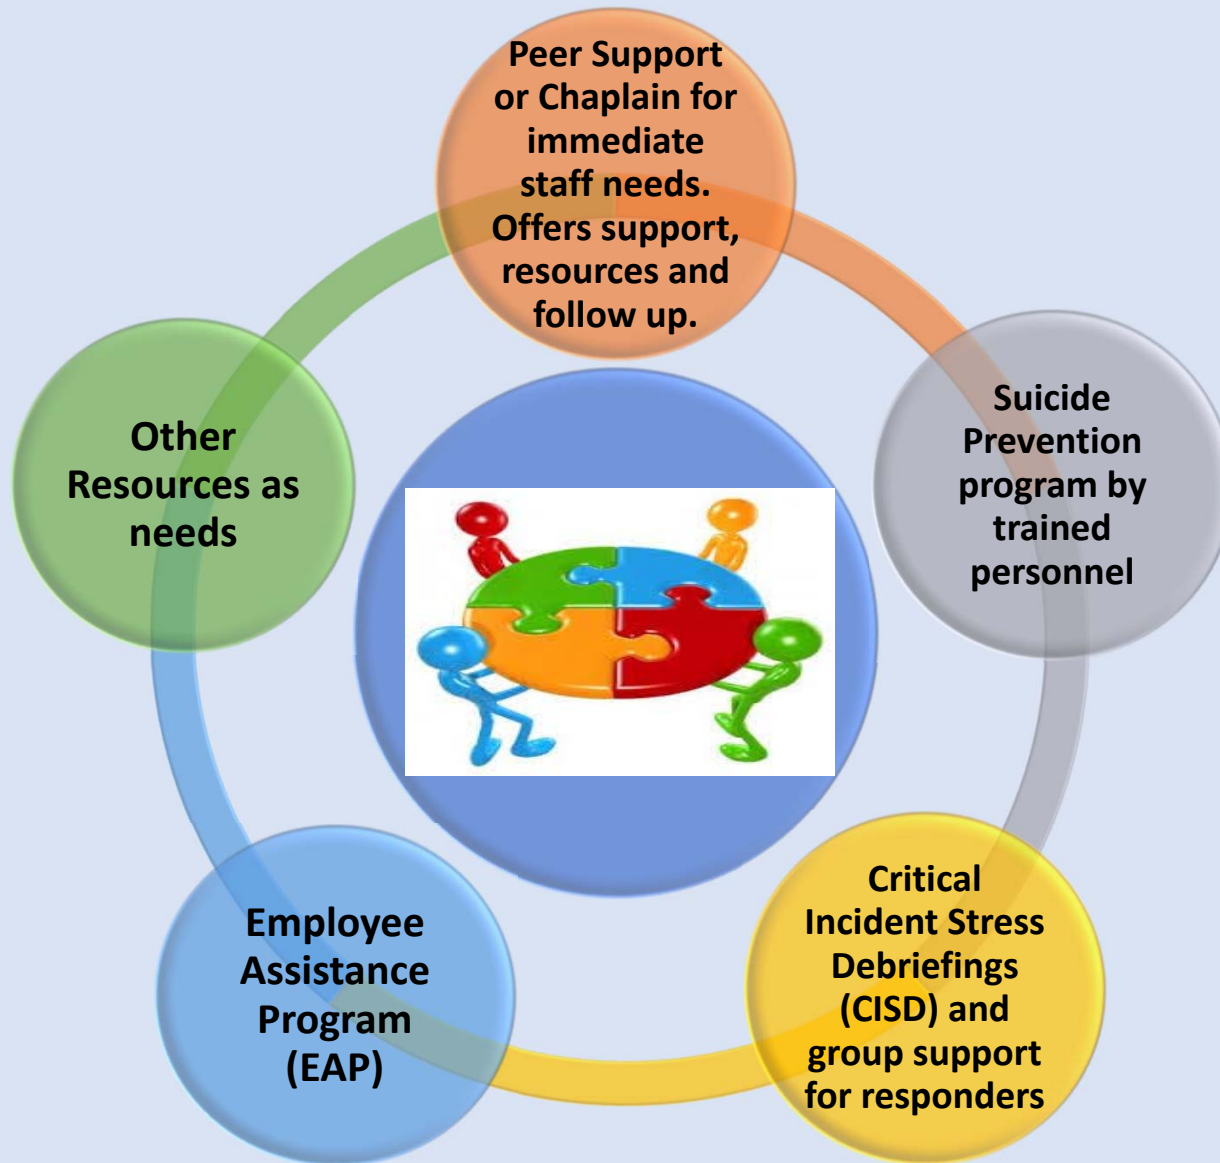 Peer Support
or Chaplain for
immediate
staff needs.
Offers support,
resources and
follow up.
Suicide
Prevention
program by
trained
personnel
Critical
Incident Stress
Debriefings
(CISD) and
group support
for responders
Employee
Assistance
Program
(EAP)
Other
Resources as
needs